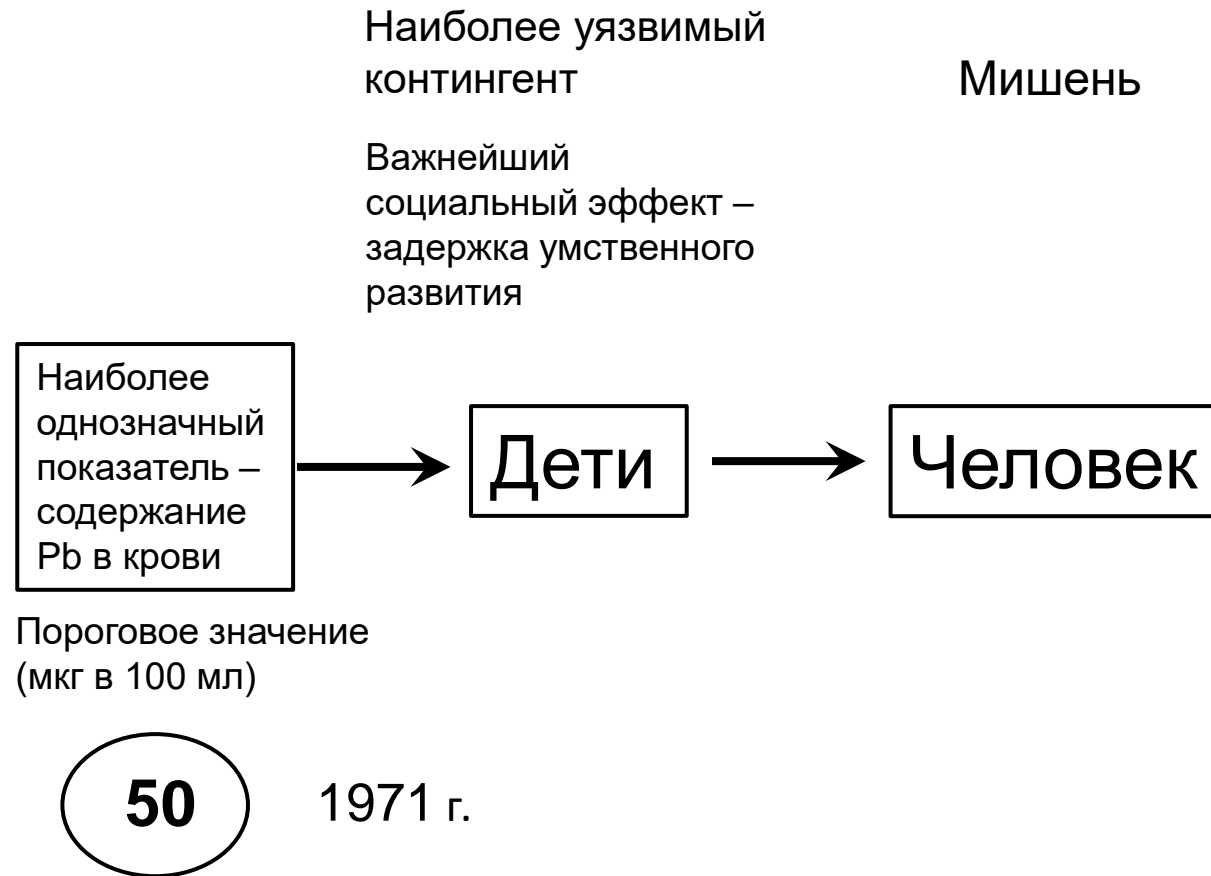 Наиболее уязвимый
контингент
Мишень
Важнейший
социальный эффект –
задержка умственного
развития
Наиболее
однозначный
показатель –
содержание
Pb в крови
Дети
Человек
Пороговое значение
(мкг в 100 мл)
50
1971 г.